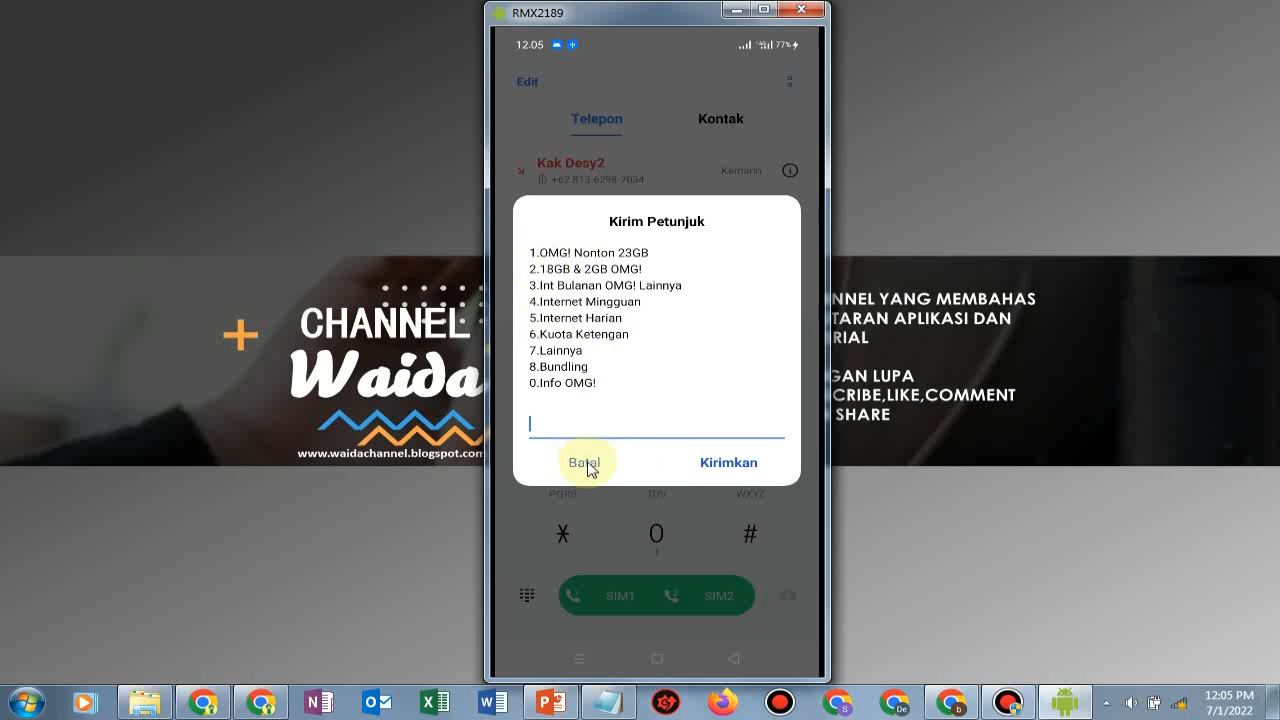 RMX2189
12.05
77%
Edit
Telepon
Kontak
Kak Desy2
+62 813-6298-7034
Kemarin
Kirim Petunjuk
1.OMG! Nonton 23GB
2.18GB & 2GB OMG!
3.Int Bulanan OMG! Lainnya
4.Internet Mingguan
5.Internet Harian
6.Kuota Ketengan
7.Lainnya
8.Bundling
0.Info OMG!
Batal
Kirimkan
PQRS
TUV
WXYZ
0
#
SIM1
SIM2
CHANNEL
Waida
www.waidachannel.blogspot.com
NNEL YANG MEMBAHAS
TARAN APLIKASI DAN
RIAL
GAN LUPA
CRIBE,LIKE,COMMENT
SHARE
12:05 PM
7/1/2022